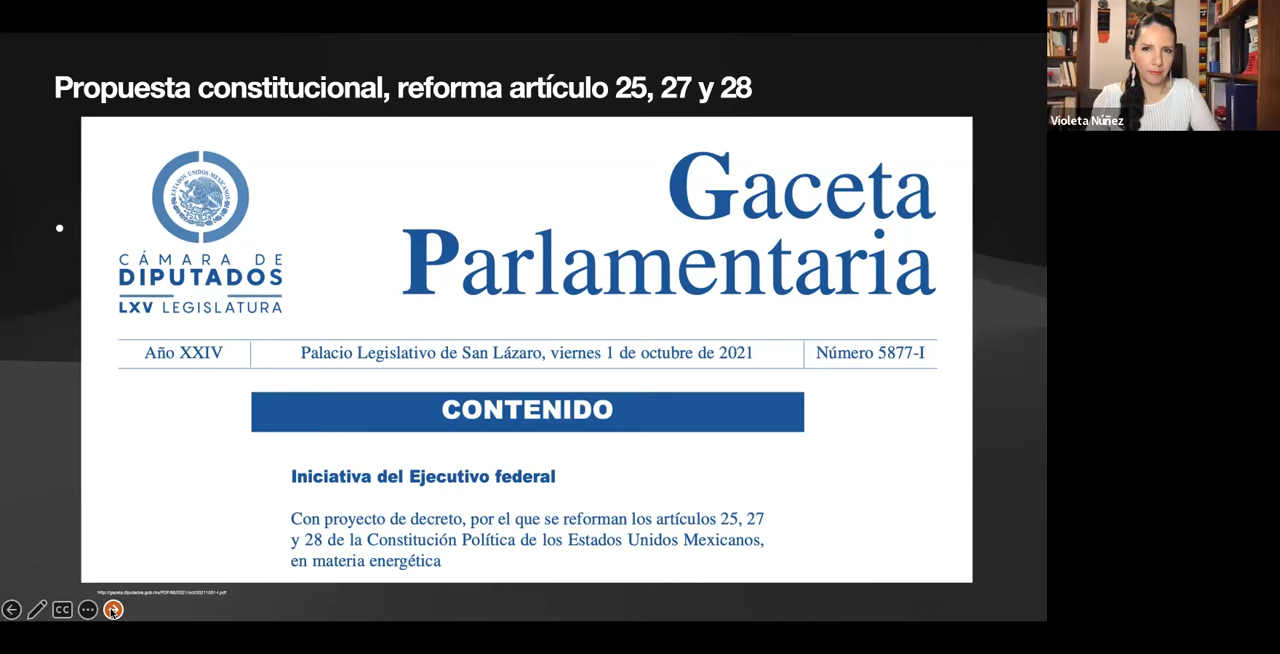 Propuesta constitucional, reforma artículo 25, 27 y 28
Violeta Núñez
ESTADOS UNIDOS MEXICANOS
Gaceta
Parlamentaria
CÁMARA DE
DIPUTADOS
LXV LEGISLATURA
Año XXIV
Palacio Legislativo de San Lázaro, viernes 1 de octubre de 2021
Número 5877-I
CONTENIDO
Iniciativa del Ejecutivo federal
Con proyecto de decreto, por el que se reforman los artículos 25, 27
y 28 de la Constitución Política de los Estados Unidos Mexicanos,
en materia energética
CC